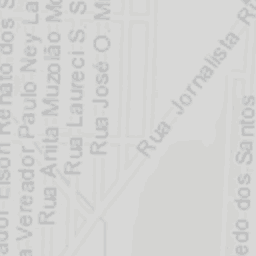 ador Elson Renato dos S
a Vereador Paulo Ney La
Rua Anita Muzolão Mo
Rua Laureci S S
Rua José O. M
Rua Jornalista R
edo dos Santos